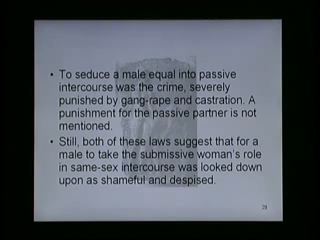 • To seduce a male equal into passive
intercourse was the crime, severely
punished by gang-rape and castration. A
punishment for the passive partner is not
mentioned.
• Still, both of these laws suggest that for a
male to take the submissive woman's role
in same-sex intercourse was looked down
upon as shameful and despised.
28